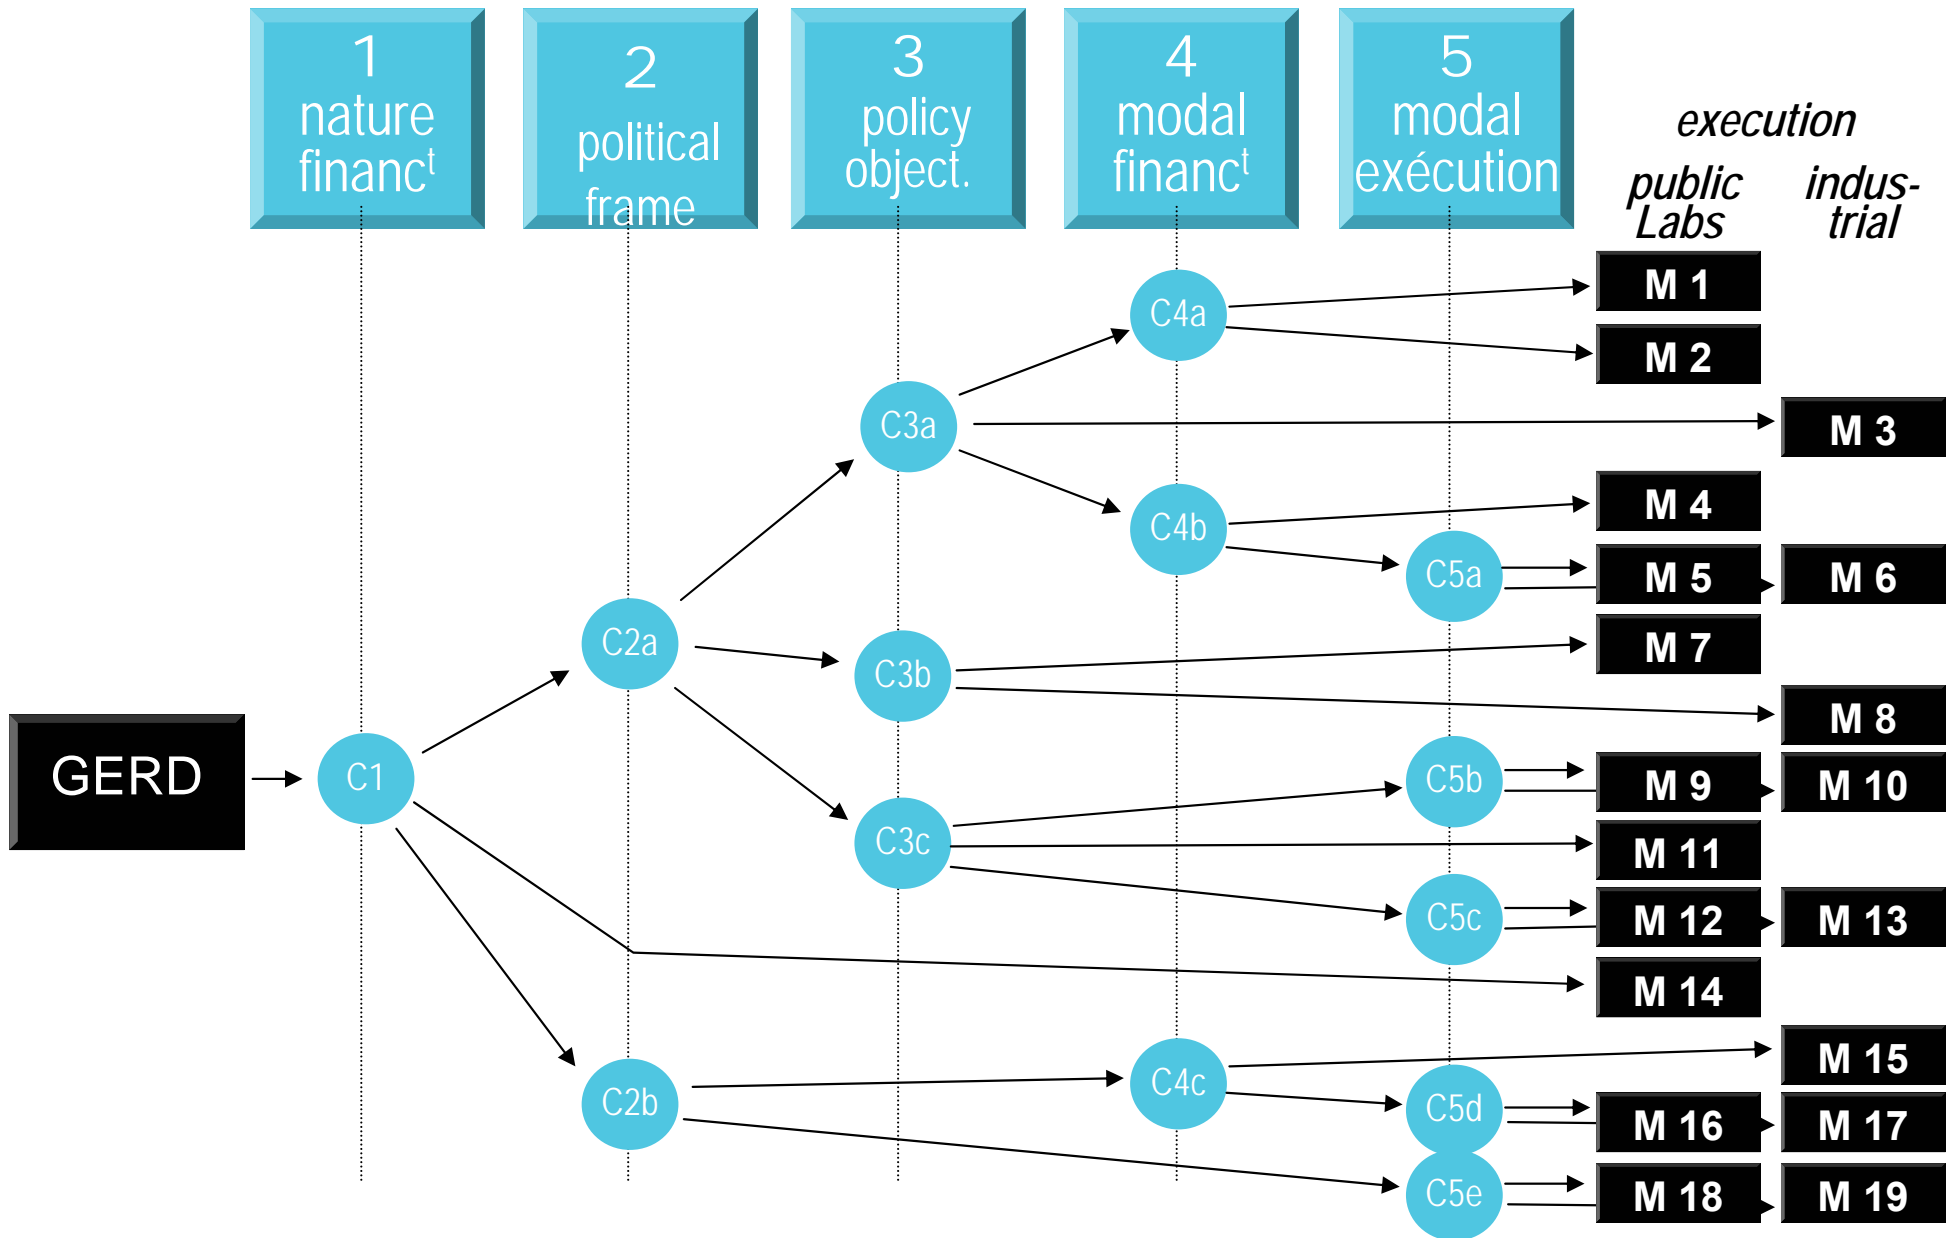 1
nature
financt
2
political
frame
3
policy
object.
4
modal
financt
5
modal
exécution
execution
public
Labs
indus-
trial
M 1
C4a
M 2
C3a
M 3
M 4
C4b
C5a
M 5
M 6
C2a
M 7
C3b
M 8
GERD
C1
C5b
M 9
M 10
C3c
M 11
C5c
M 12
M 13
M 14
M 15
C4c
C2b
C5d
M 16
M 17
C5e
M 18
M 19